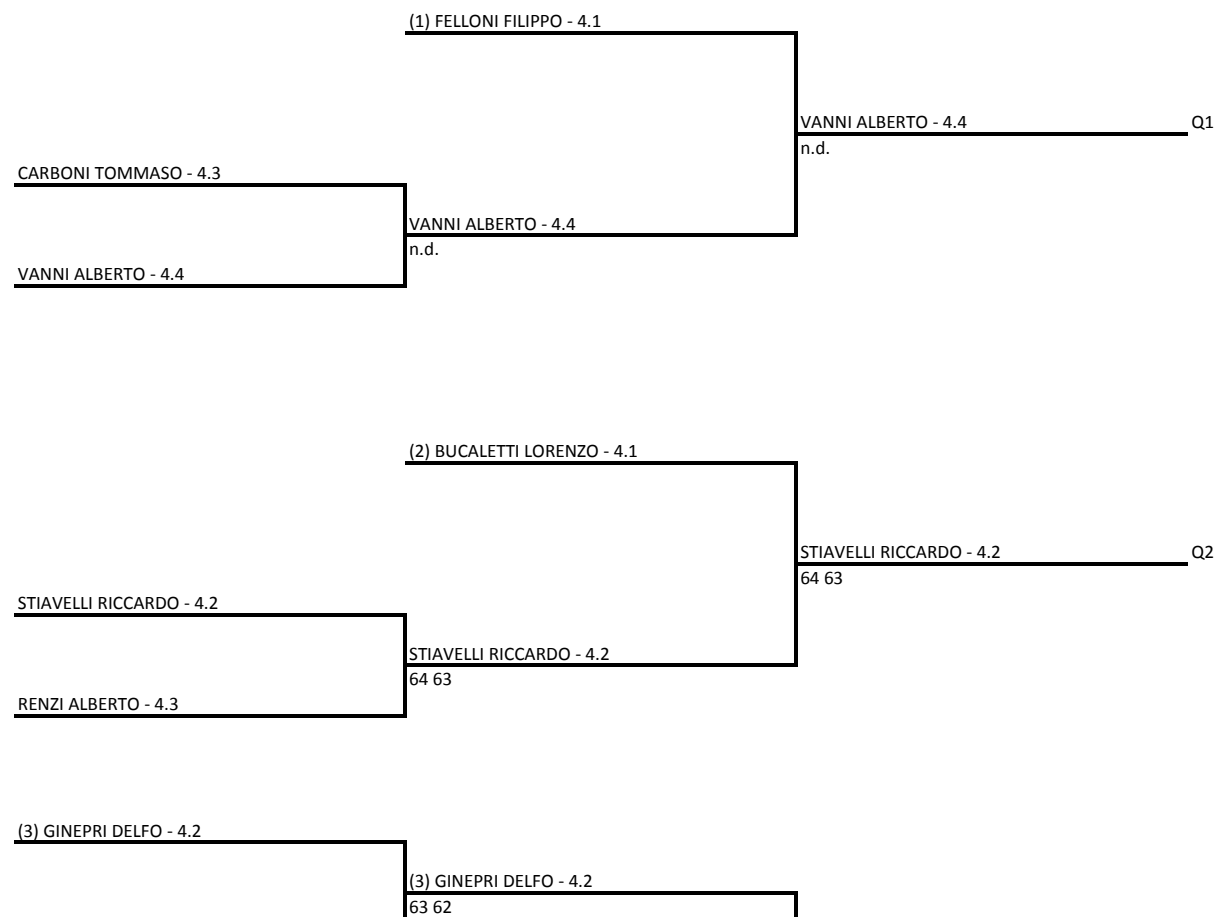 (1) FELLONI FILIPPO - 4.1
VANNI ALBERTO - 4.4 Q1
n.d.
CARBONI TOMMASO - 4.3
VANNI ALBERTO - 4.4
n.d.
VANNI ALBERTO - 4.4
(2) BUCALETTI LORENZO - 4.1
STIAVELLI RICCARDO - 4.2 Q2
64 63
STIAVELLI RICCARDO - 4.2
STIAVELLI RICCARDO - 4.2
64 63
RENZI ALBERTO - 4.3
(3) GINEPRI DELFO - 4.2
(3) GINEPRI DELFO - 4.2
63 62